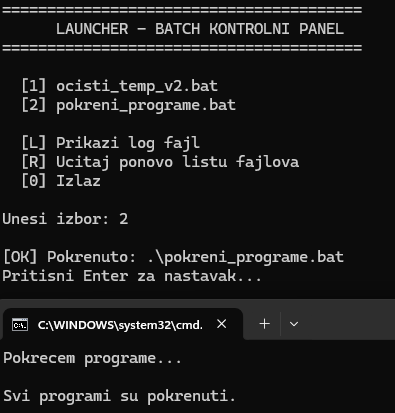 ========================================
LAUNCHER - BATCH KONTROLNI PANEL
========================================
[1] ocisti_temp_v2.bat
[2] pokreni_programe.bat
[L] Prikazi log fajl
[R] Ucitaj ponovo listu fajlova
[0] Izlaz
Unesi izbor: 2
[OK] Pokrenuto: .\pokreni_programe.bat
Pritisni Enter za nastavak...
C:\WINDOWS\system32\cmd.
Pokrecem programe...
Svi programi su pokrenuti.